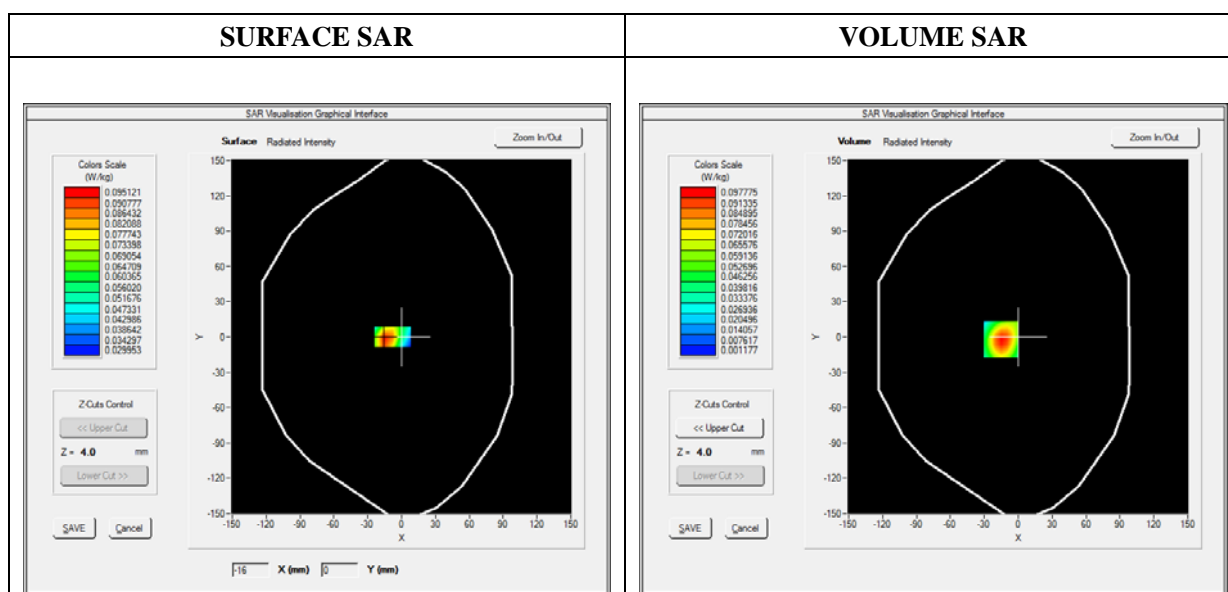 SURFACE SAR
VOLUME SAR
SAR Visualisation Graphical Interface
Surface Radiated Intensity
Zoom In/Out
Colors Scale
(W/kg)
0.095121
0.090777
0.086432
0.082088
0.077743
0.073398
0.069054
0.064709
0.060365
0.056020
0.051676
0.047331
0.042986
0.038642
0.034297
0.029953
150
120
90
60
30
Y 0
-30
-60
-90
-120
-150
-150 -120 -90 -60 -30 0 30 60 90 120 150
X
Z-Cuts Control
<< Upper Cut
Z = 4.0 mm
Lower Cut >>
SAVE Cancel
-16 X (mm) 0 Y (mm)
SAR Visualisation Graphical Interface
Volume Radiated Intensity
Zoom In/Out
Colors Scale
(W/kg)
0.097775
0.091335
0.084895
0.078456
0.072016
0.065576
0.059136
0.052696
0.046256
0.039816
0.033376
0.026936
0.020496
0.014057
0.007617
0.001177
150
120
90
60
30
Y 0
-30
-60
-90
-120
-150
-150 -120 -90 -60 -30 0 30 60 90 120 150
X
Z-Cuts Control
<< Upper Cut
Z = 4.0 mm
Lower Cut >>
SAVE Cancel